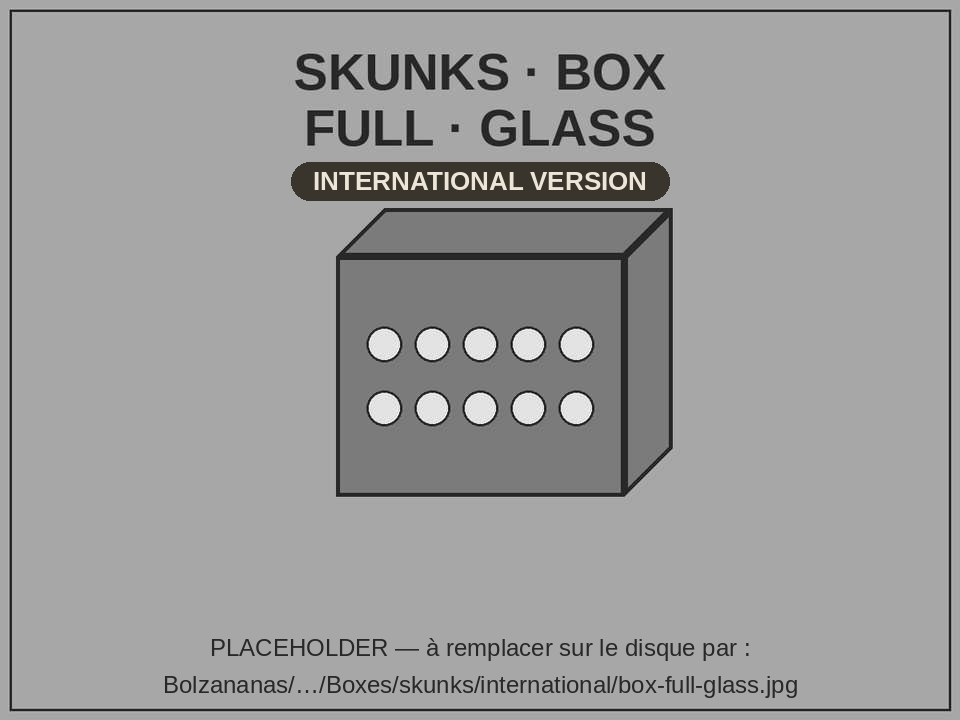 SKUNKS · BOX
FULL · GLASS
INTERNATIONAL VERSION
PLACEHOLDER — à remplacer sur le disque par :
Bolzananas/…/Boxes/skunks/international/box-full-glass.jpg